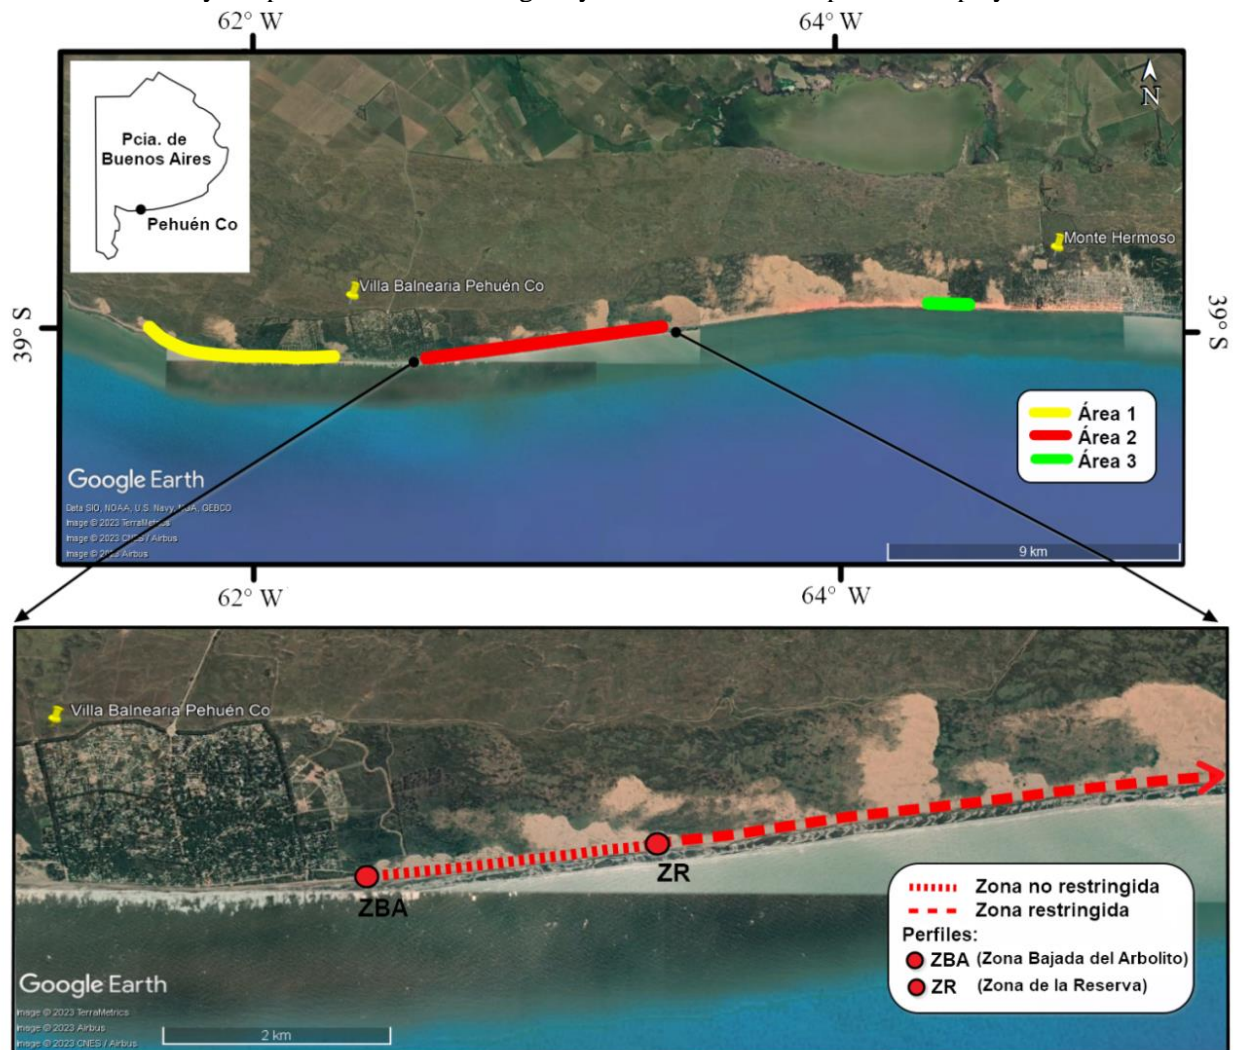 62° W
64° W
N
Pcia. de
Buenos Aires
Pehuén Co
Monte Hermoso
Villa Balnearia Pehuén Co
39° S
39° S
Área 1
Área 2
Área 3
Google Earth
Data SIO, NOAA, U.S. Navy, NGA, GEBCO
Image © 2023 TerraMetrics
Image © 2023 CNES / Airbus
Image © 2023 Airbus
9 km
62° W
64° W
Villa Balnearia Pehuén Co
ZR
ZBA
Zona no restringida
Zona restringida
Perfiles:
ZBA (Zona Bajada del Arbolito)
ZR (Zona de la Reserva)
Google Earth
Image © 2023 TerraMetrics
Image © 2023 Airbus
Image © 2023 CNES / Airbus
2 km